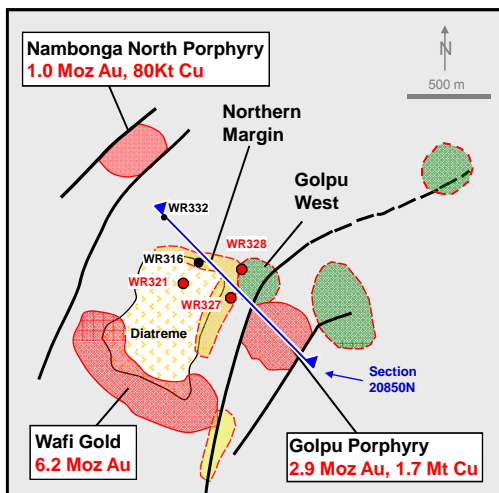 Nambonga North Porphyry
1.0 Moz Au, 80Kt Cu
N
500 m
Northern
Margin
Golpu
West
WR332
WR316
WR328
WR321
WR327
Diatreme
Section
20850N
Wafi Gold
6.2 Moz Au
Golpu Porphyry
2.9 Moz Au, 1.7 Mt Cu